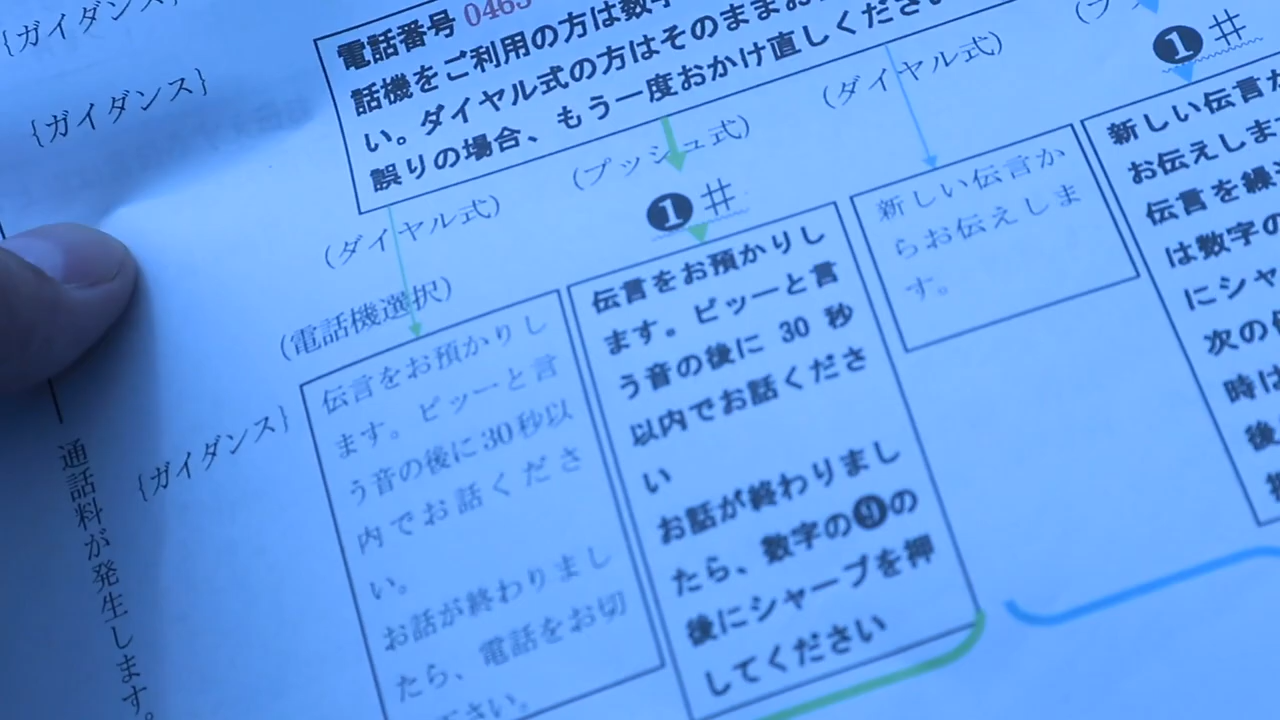 {ガイダンス}
{ガイダンス}
電話番号 0463
話機をご利用の方は数字
い。ダイヤル式の方はそのままお
誤りの場合、もう一度おかけ直しください
(ダイヤル式)
(プッシュ式)
❶#
(ダイヤル式)
(プッ
❶#
(電話機選択)
{ガイダンス}
伝言をお預かりし
ます。ピッーと言
う音の後に30秒以
内でお話くださ
い。
お話が終わりまし
たら、電話をお切
下さい。
伝言をお預かりし
ます。ピッーと言
う音の後に 30 秒
以内でお話くださ
い
お話が終わりまし
たら、数字の❾の
後にシャープを押
してください
新しい伝言か
らお伝えしま
す。
新しい伝言か
お伝えしま
伝言を繰
は数字の
にシャ
次の
時は
後
通話料が発生します。